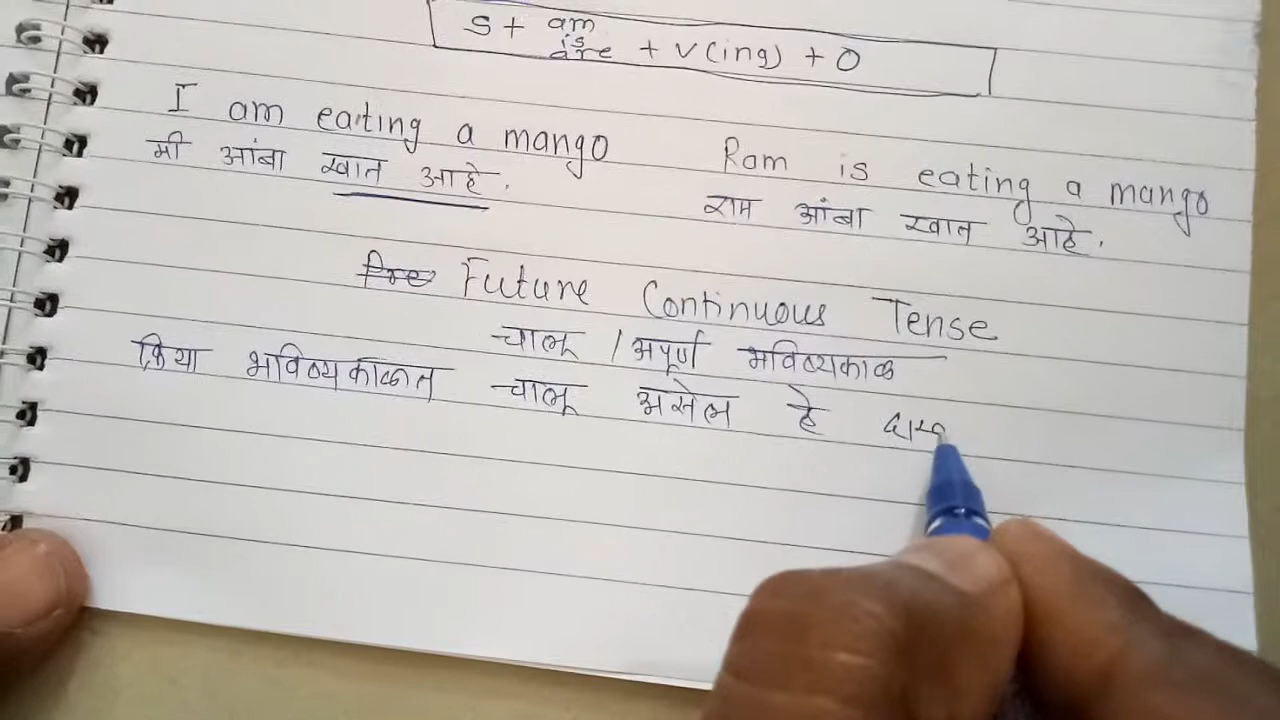 S + am
is
are + V(ing) + O
I am eating a mango
मी आंबा खात आहे.
Ram is eating a mango
राम आंबा खात आहे.
Future Continuous Tense
चालू / अपूर्ण भविष्यकाळ
क्रिया भविष्यकाळात चालू असेल हे